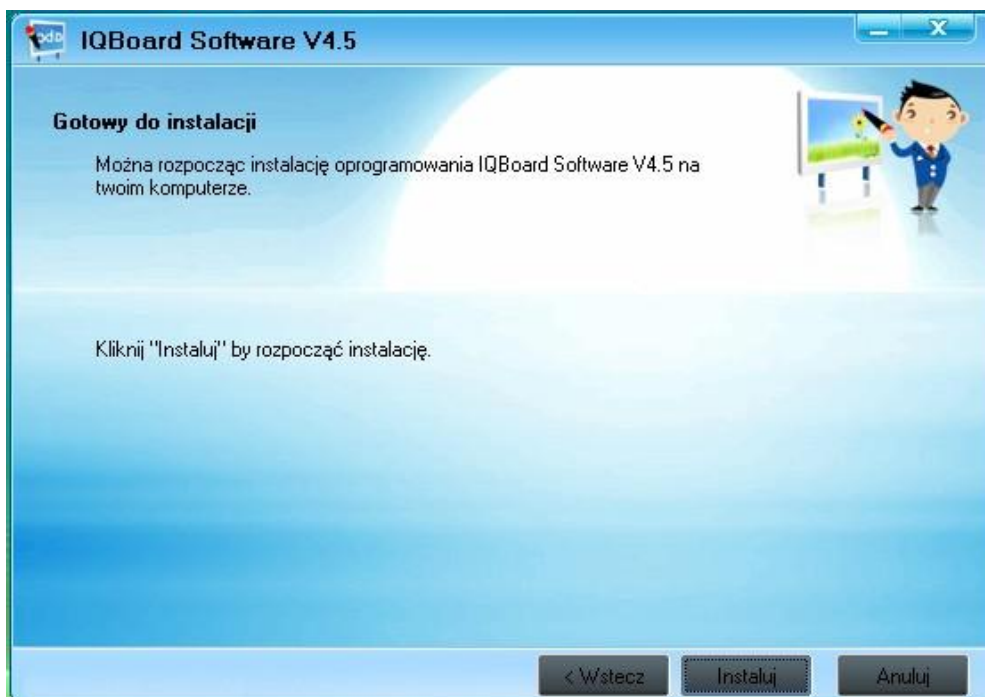 IQBoard Software V4.5
Gotowy do instalacji
Można rozpocząc instalację oprogramowania IQBoard Software V4.5 na
twoim komputerze.
Kliknij "Instaluj" by rozpocząć instalację.
< Wstecz
Instaluj
Anuluj